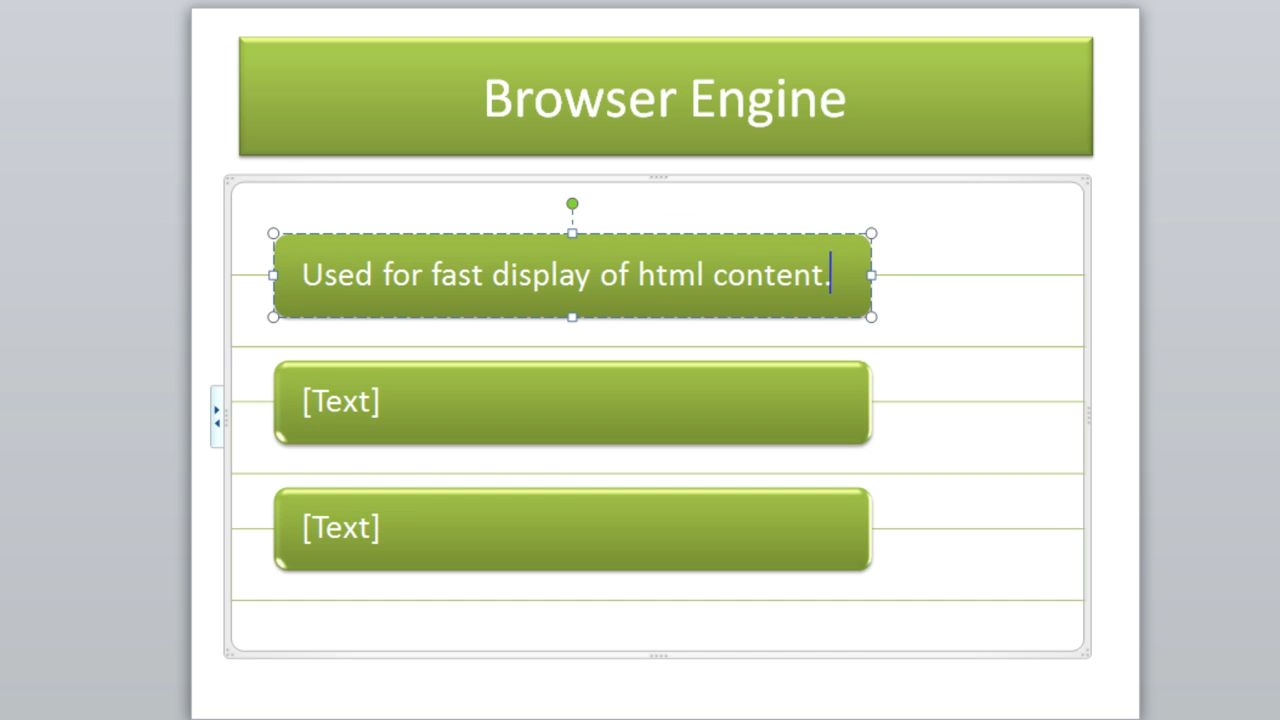 Browser Engine
Used for fast display of html content.
[Text]
[Text]